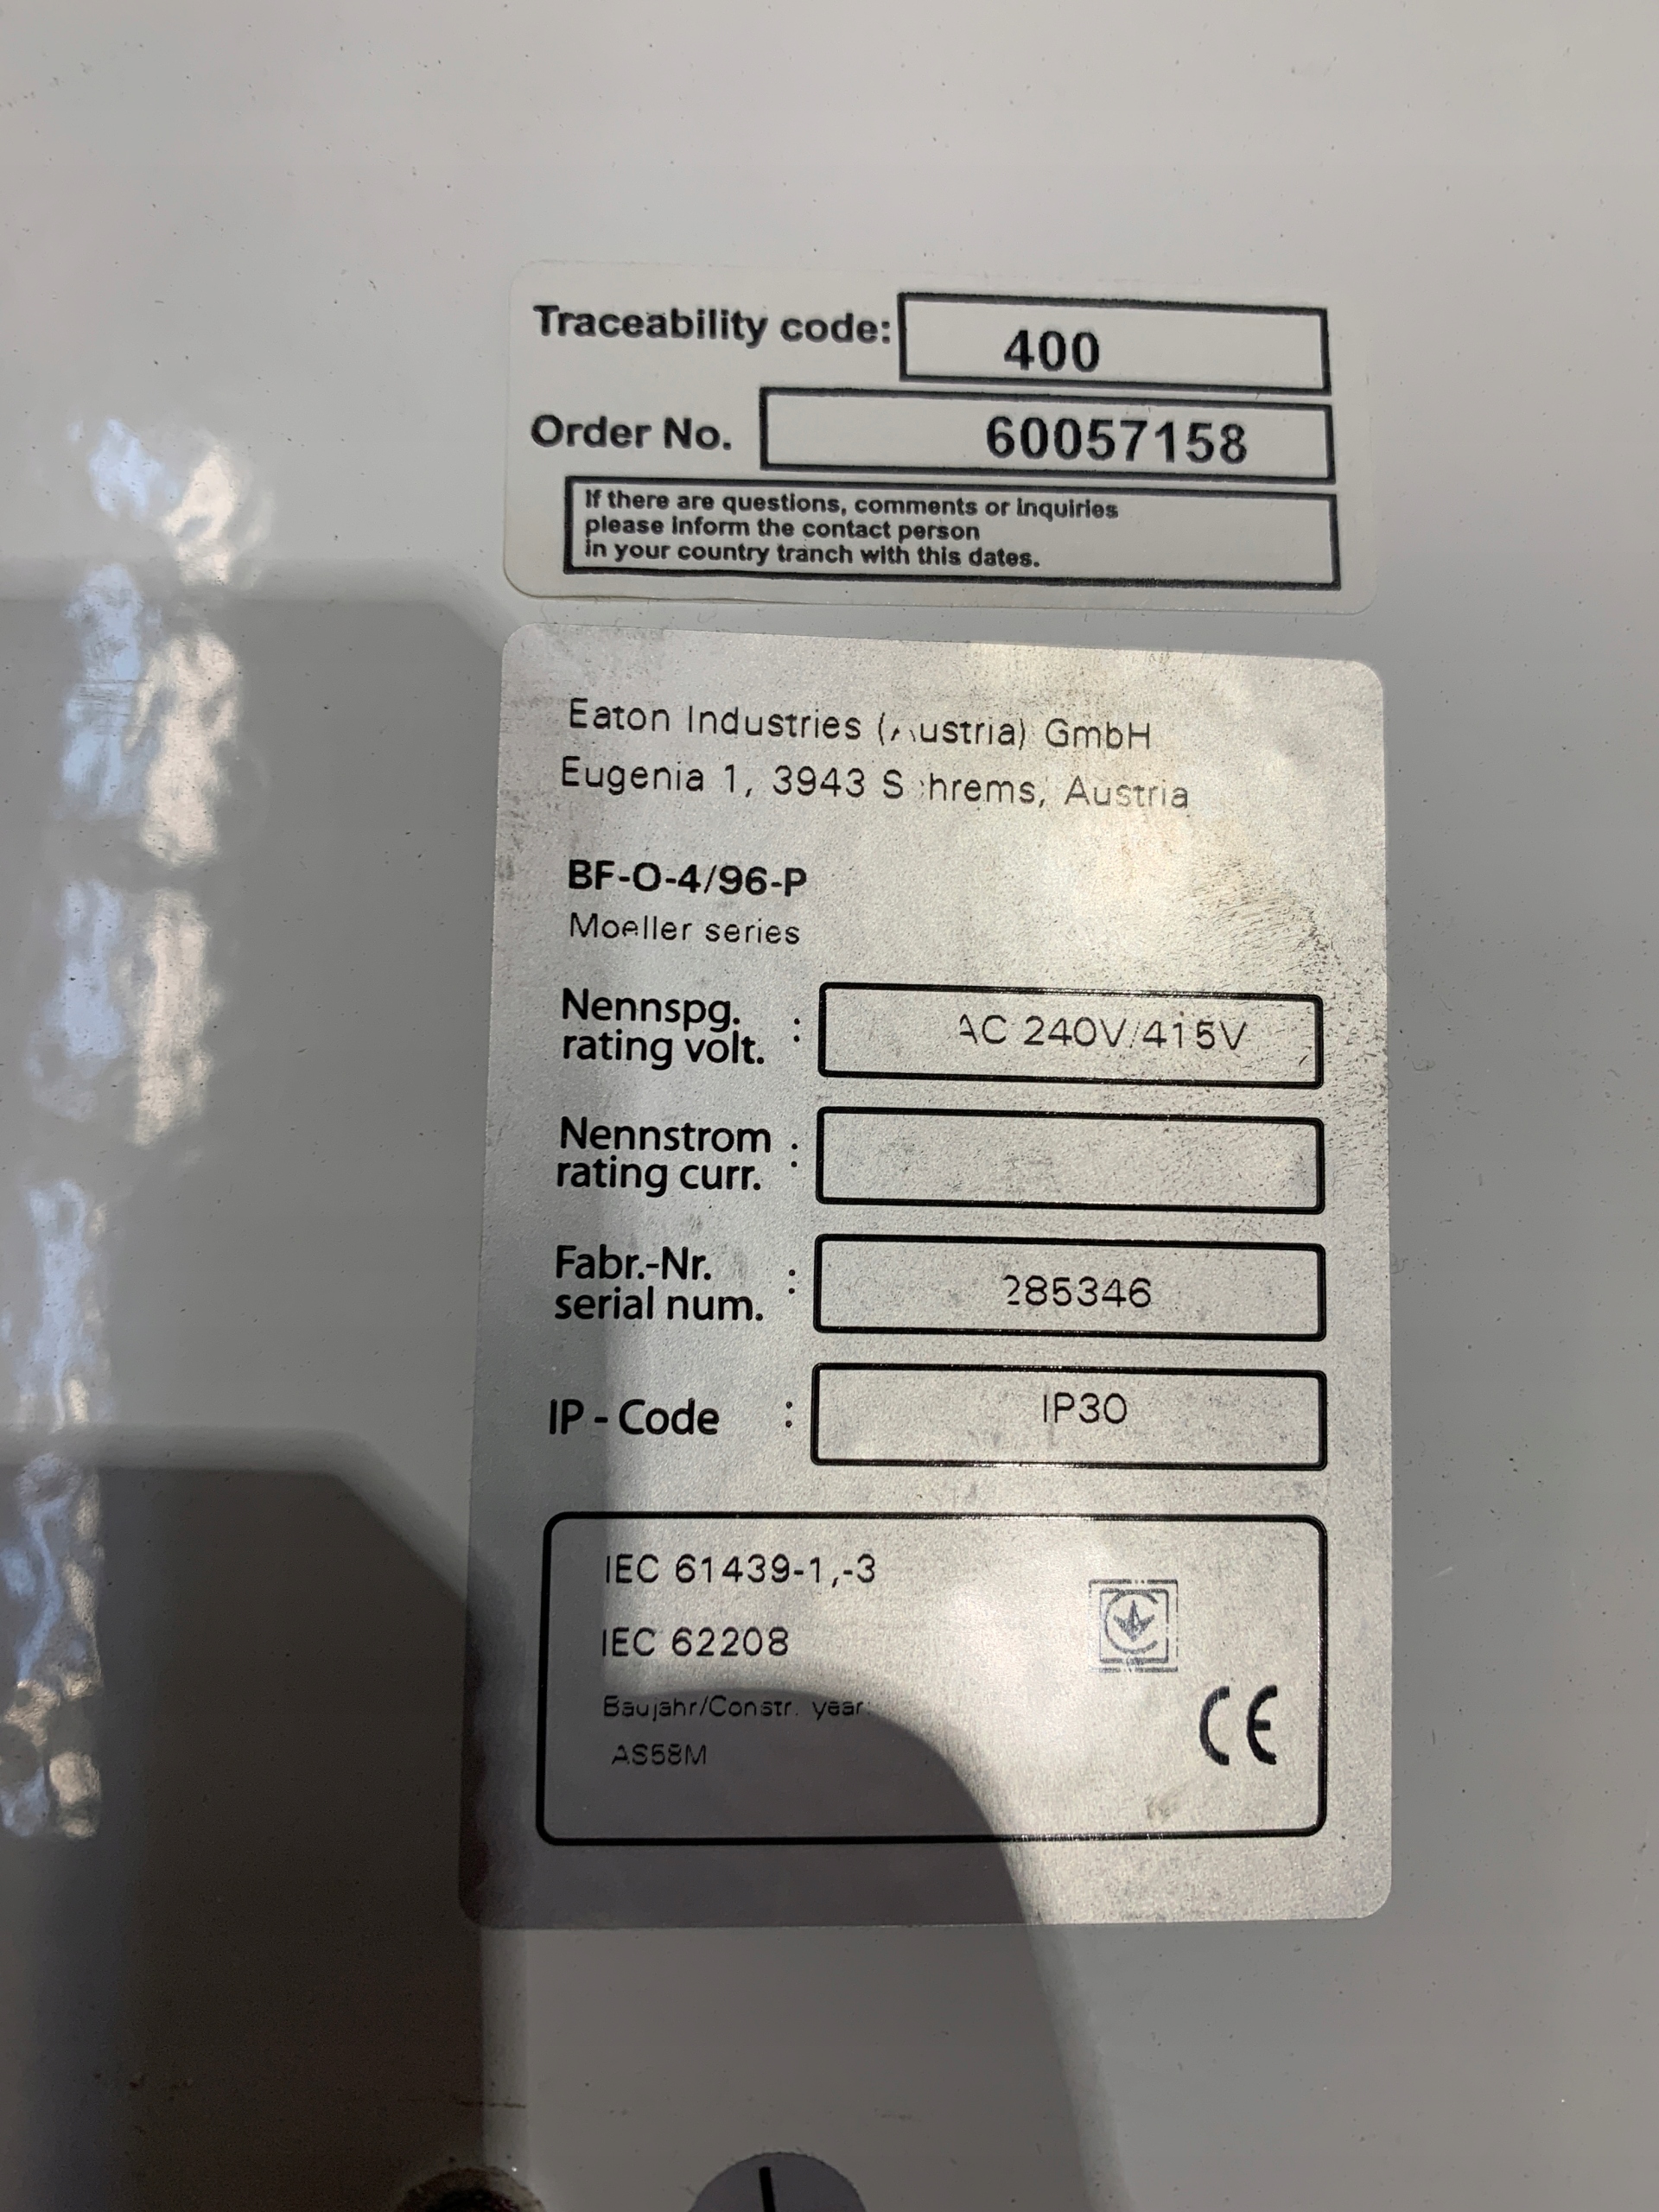 Traceability code: 400
Order No. 60057158
If there are questions, comments or inquiries
please inform the contact person
in your country tranch with this dates.
Eaton Industries (Austria) GmbH
Eugenia 1, 3943 Schrems, Austria
BF-O-4/96-P
Moeller series
Nennspg.
rating volt. : AC 240V/415V
Nennstrom
rating curr. :
Fabr.-Nr.
serial num. : 285346
IP - Code : IP30
IEC 61439-1,-3
IEC 62208
Baujahr/Constr. year:
AS58M
CE